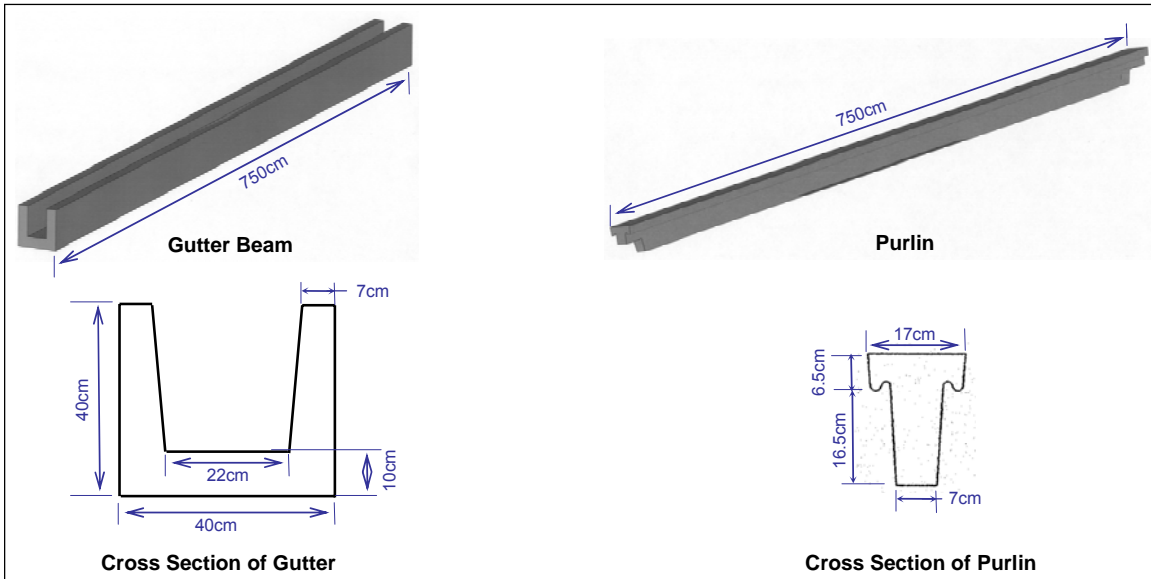 750cm
Gutter Beam
750cm
Purlin
7cm
40cm
22cm
10cm
40cm
Cross Section of Gutter
17cm
6.5cm
16.5cm
7cm
Cross Section of Purlin